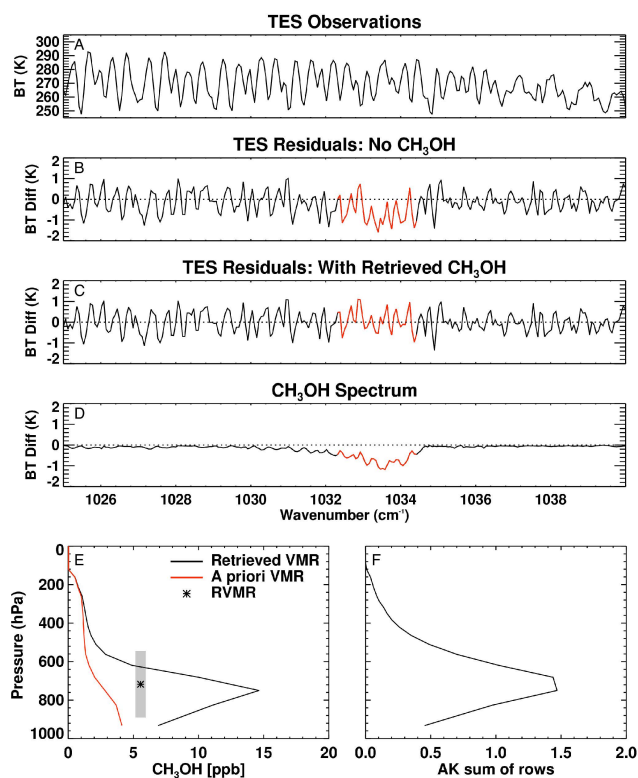 TES Observations
A
300
290
280
270
260
250
BT (K)
TES Residuals: No CH₃OH
B
2
1
0
-1
-2
BT Diff (K)
TES Residuals: With Retrieved CH₃OH
C
2
1
0
-1
-2
BT Diff (K)
CH₃OH Spectrum
D
2
1
0
-1
-2
BT Diff (K)
1026 1028 1030 1032 1034 1036 1038
Wavenumber (cm⁻¹)
E
Retrieved VMR
A priori VMR
RVMR
0
200
400
600
800
1000
Pressure (hPa)
0 5 10 15 20
CH₃OH [ppb]
F
0.0 0.5 1.0 1.5 2.0
AK sum of rows